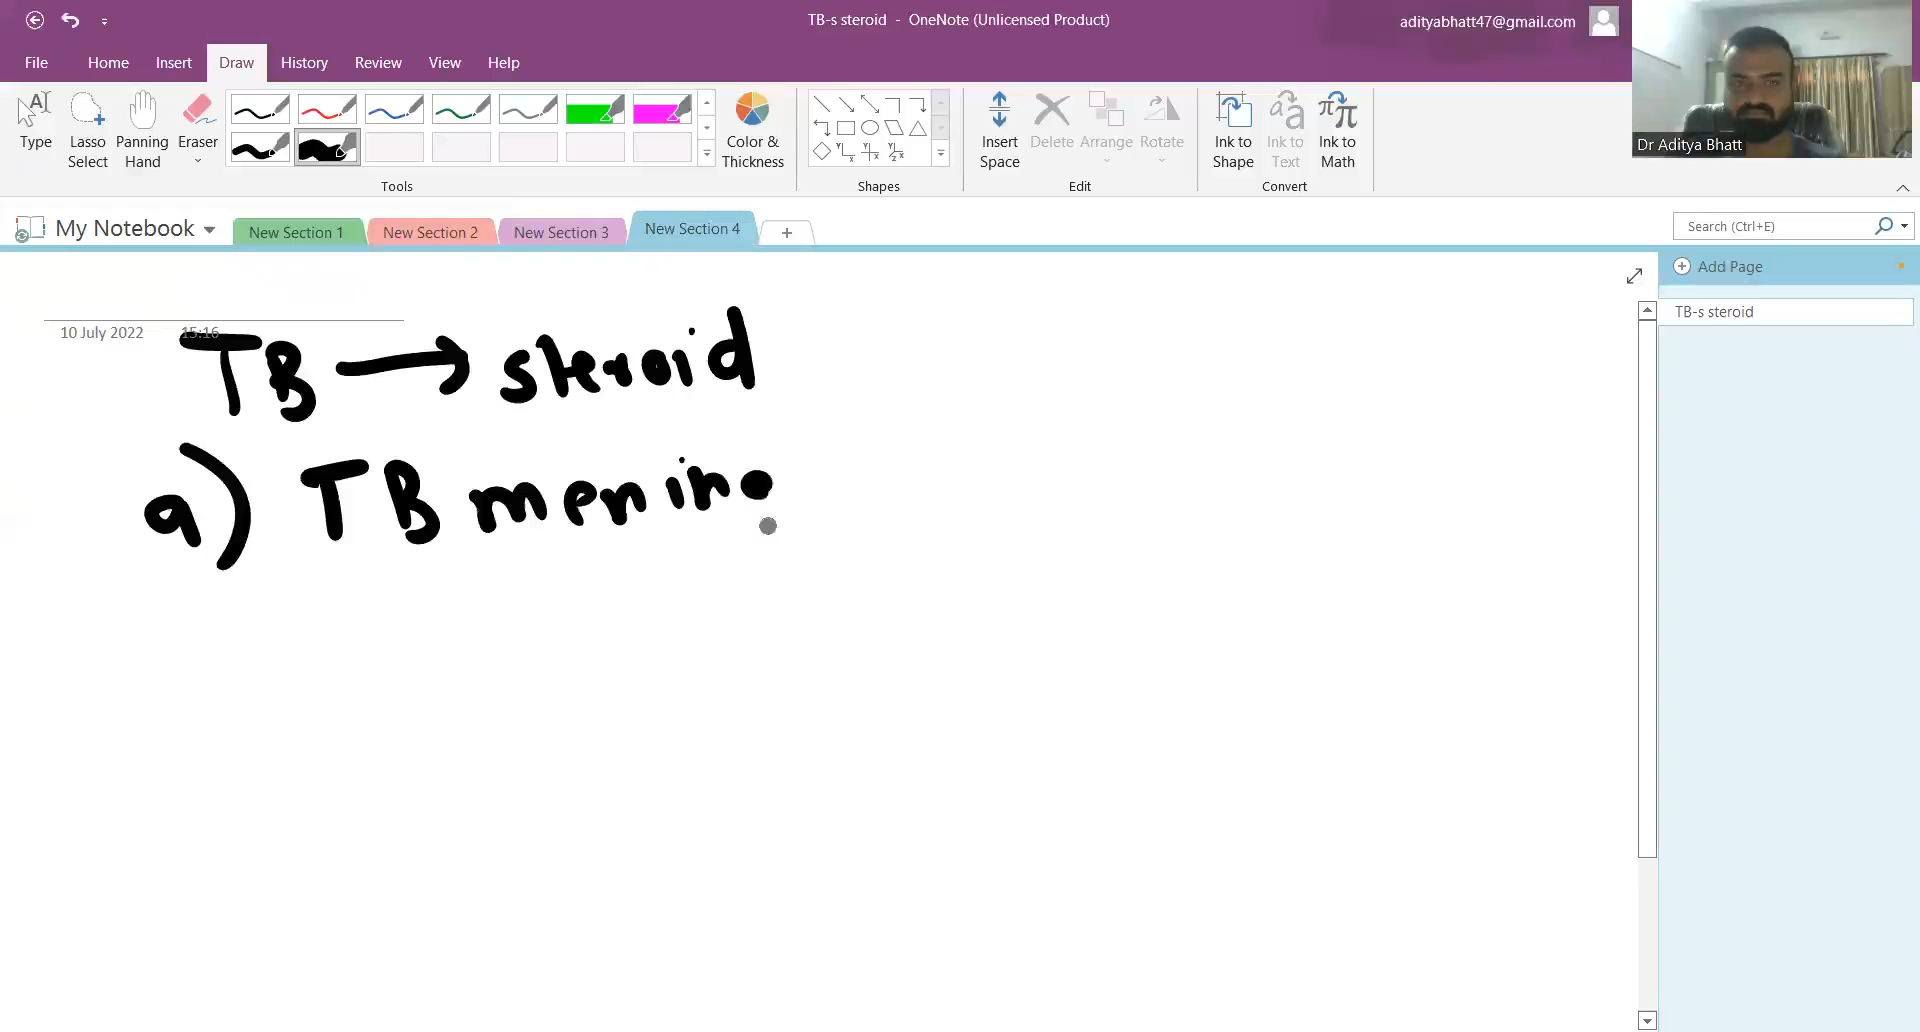 TB-s steroid - OneNote (Unlicensed Product)
adityabhatt47@gmail.com
File Home Insert Draw History Review View Help
Type
Lasso Select
Panning Hand
Eraser
Color & Thickness
Insert Space
Delete
Arrange
Rotate
Ink to Shape
Ink to Text
Ink to Math
Tools Shapes Edit Convert
Dr Aditya Bhatt
My Notebook New Section 1 New Section 2 New Section 3 New Section 4
Search (Ctrl+E)
Add Page
TB-s steroid
10 July 2022 15:16
TB → steroid
a) TB mening